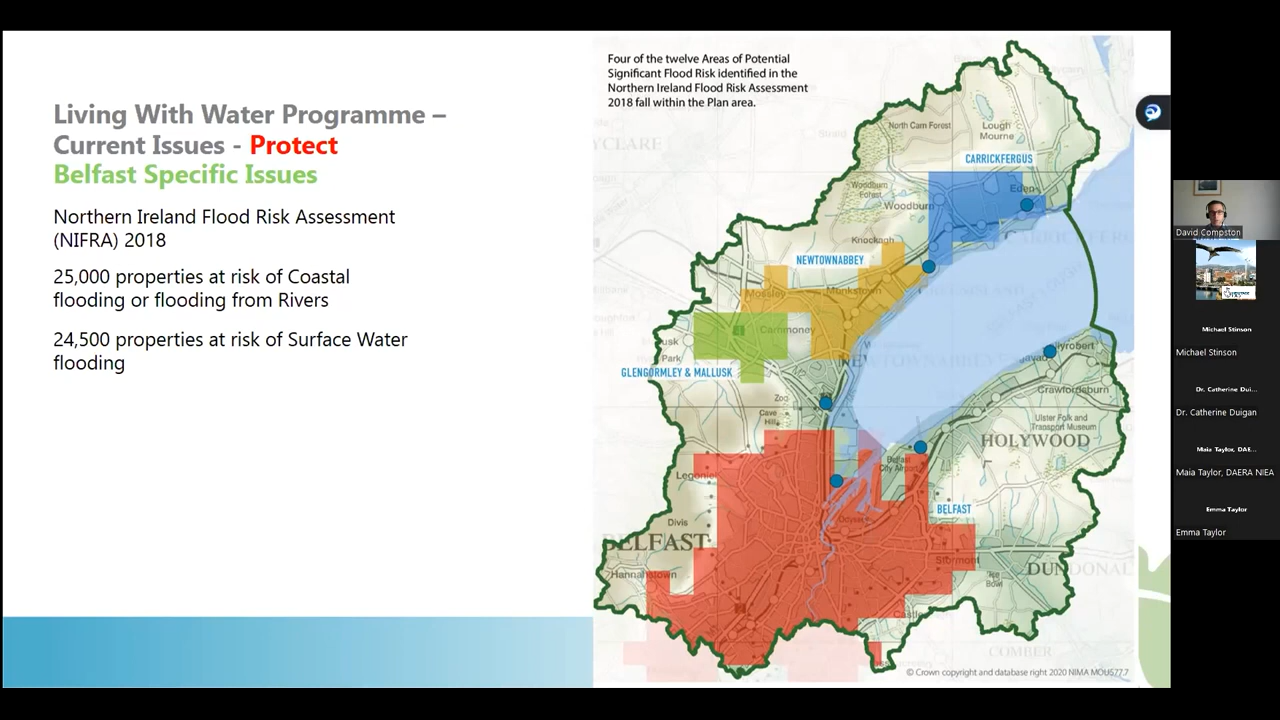 Living With Water Programme –
Current Issues - Protect
Belfast Specific Issues
Northern Ireland Flood Risk Assessment
(NIFRA) 2018
25,000 properties at risk of Coastal
flooding or flooding from Rivers
24,500 properties at risk of Surface Water
flooding
Four of the twelve Areas of Potential
Significant Flood Risk identified in the
Northern Ireland Flood Risk Assessment
2018 fall within the Plan area.
North Carn Forest
Lough
Mourne
CARRICKFERGUS
Woodburn
Forest
Eden
Woodburn
Knockagh
NEWTOWNABBEY
Mossley
Monkstown
Carnmoney
usk
Park
NEWTOWNABBEY
GLENGORMLEY & MALLUSK
Crawfordsburn
Zoo
Cave
Hill
Ulster Folk and
Transport Museum
HOLYWOOD
Belfast
City Airport
BELFAST
Divis
BELFAST
Stormont
DUNDONAL
Hannahstown
COMBER
© Crown copyright and database right 2020 NIMA MOU577.7
David Compston
Michael Stinson
Michael Stinson
Dr. Catherine Dui...
Dr. Catherine Duigan
Maia Taylor, DAE...
Maia Taylor, DAERA NIEA
Emma Taylor
Emma Taylor